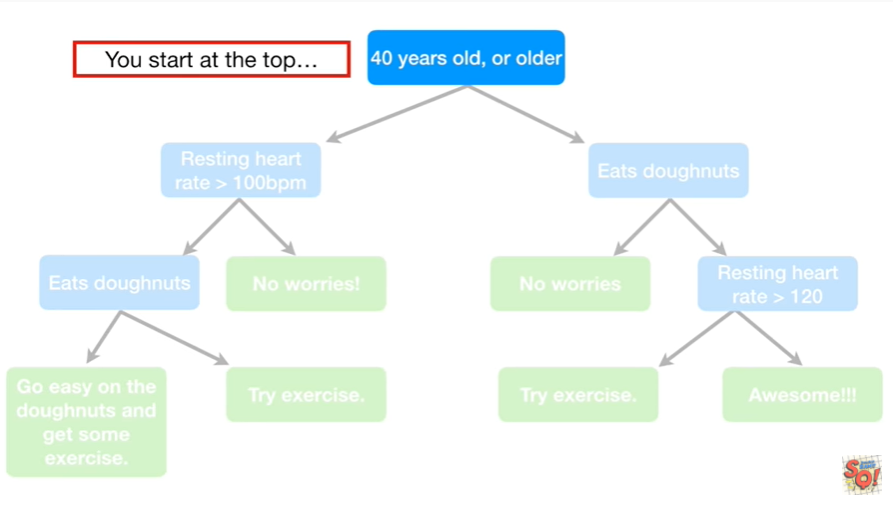 You start at the top…
40 years old, or older
Resting heart
rate > 100bpm
Eats doughnuts
Eats doughnuts
No worries!
No worries
Resting heart
rate > 120
Go easy on the
doughnuts and
get some
exercise.
Try exercise.
Try exercise.
Awesome!!!
SQ!